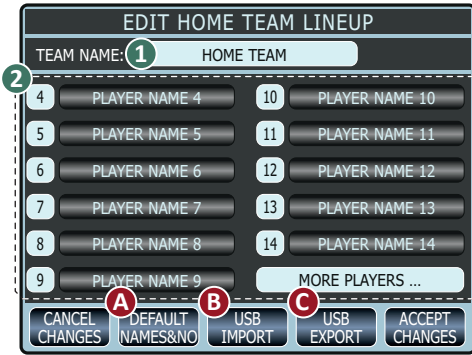 EDIT HOME TEAM LINEUP
TEAM NAME: 1 HOME TEAM
2
4 PLAYER NAME 4 10 PLAYER NAME 10
5 PLAYER NAME 5 11 PLAYER NAME 11
6 PLAYER NAME 6 12 PLAYER NAME 12
7 PLAYER NAME 7 13 PLAYER NAME 13
8 PLAYER NAME 8 14 PLAYER NAME 14
9 PLAYER NAME 9 MORE PLAYERS ...
A B C
CANCEL DEFAULT USB USB ACCEPT
CHANGES NAMES&NO IMPORT EXPORT CHANGES